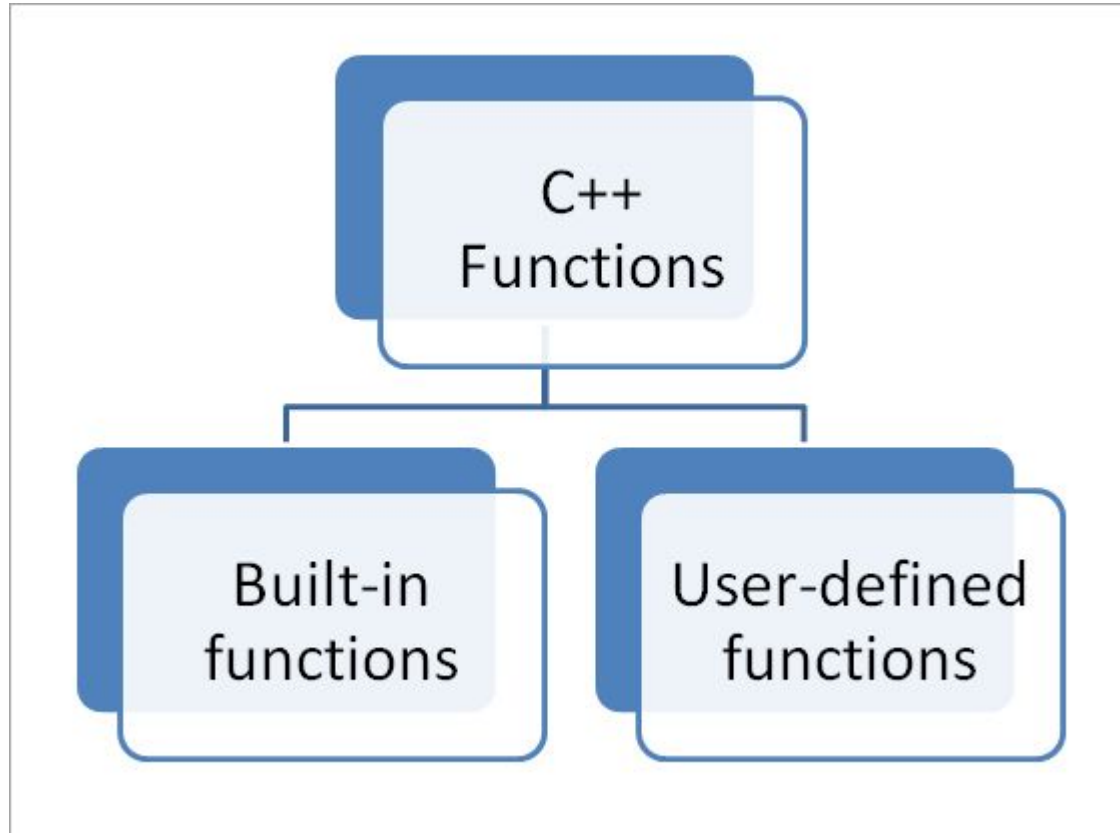 C++
Functions
Built-in
functions
User-defined
functions